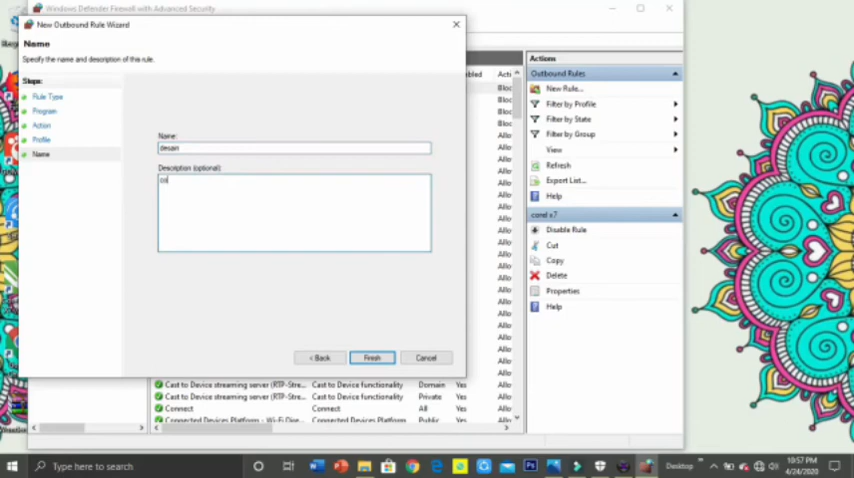 Windows Defender Firewall with Advanced Security
New Outbound Rule Wizard
Name
Specify the name and description of this rule.
Steps:
Rule Type
Program
Action
Profile
Name
Name:
desain
Description (optional):
co
< Back
Finish
Cancel
Actions
Outbound Rules
New Rule...
Filter by Profile
Filter by State
Filter by Group
View
Refresh
Export List...
Help
corel x7
Disable Rule
Cut
Copy
Delete
Properties
Help
Cast to Device streaming server (RTP-Stre... Cast to Device functionality Domain Yes
Cast to Device streaming server (RTP-Stre... Cast to Device functionality Private Yes
Connect Connect All Yes
Connected Devices Platform - Wi-Fi Dire... Connected Devices Platform Public Yes
Type here to search
Desktop
10:57 PM
4/24/2020